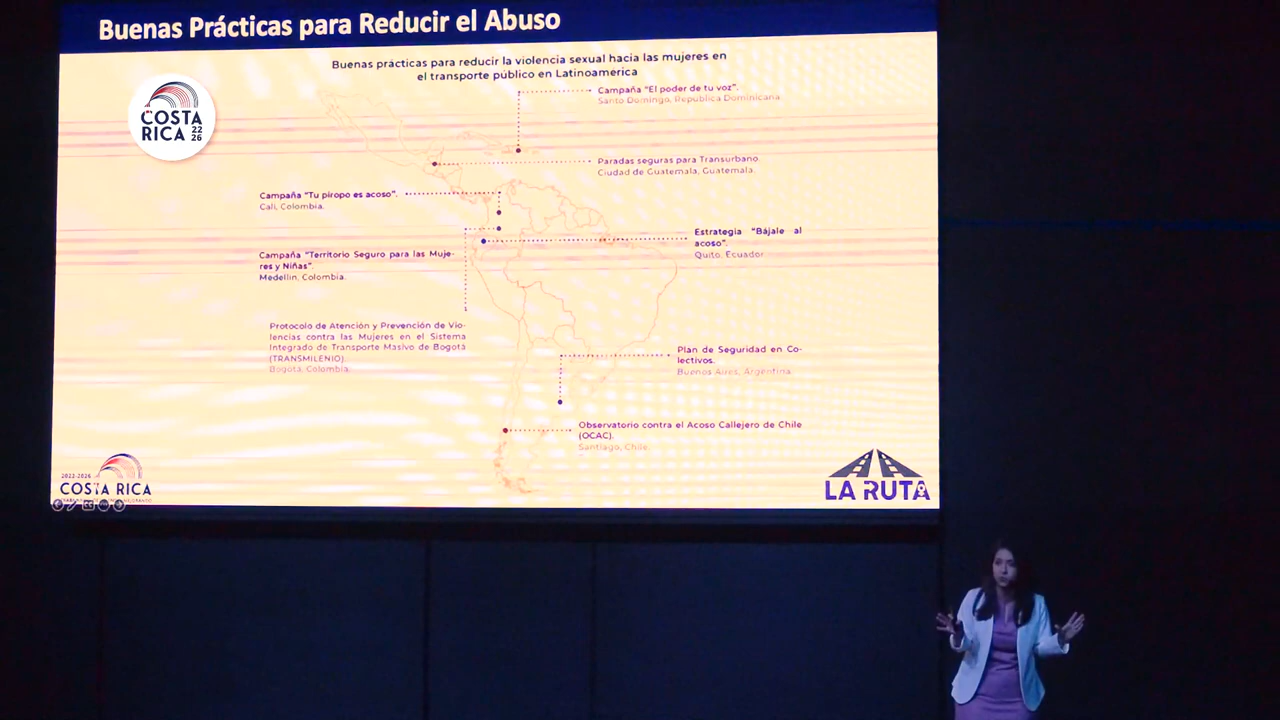 Buenas Prácticas para Reducir el Abuso
Buenas prácticas para reducir la violencia sexual hacia las mujeres en
el transporte público en Latinoamérica
COSTA
RICA 22
26
Campaña "El poder de tu voz".
Santo Domingo, República Dominicana.
Paradas seguras para Transurbano.
Ciudad de Guatemala, Guatemala.
Campaña "Tu piropo es acoso".
Cali, Colombia.
Estrategia "Bájale al
acoso".
Quito, Ecuador.
Campaña "Territorio Seguro para las Muje-
res y Niñas".
Medellín, Colombia.
Protocolo de Atención y Prevención de Vio-
lencias contra las Mujeres en el Sistema
Integrado de Transporte Masivo de Bogotá
(TRANSMILENIO).
Bogotá, Colombia.
Plan de Seguridad en Co-
lectivos.
Buenos Aires, Argentina.
Observatorio contra el Acoso Callejero de Chile
(OCAC).
Santiago, Chile.
2022-2026
COSTA RICA
LA RUTA